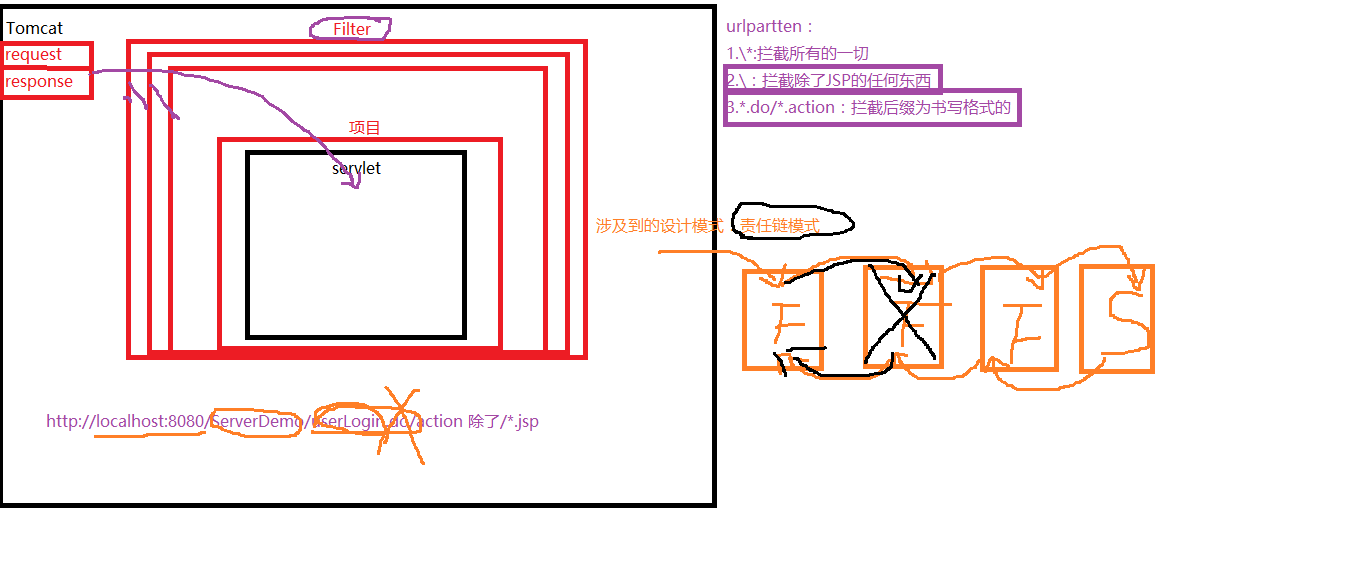 Tomcat
request
response
Filter
项目
servlet
http://localhost:8080/ServerDemo/userLogin.do/action 除了/*.jsp
urlpartten：
1.\*:拦截所有的一切
2.\：拦截除了JSP的任何东西
3.*.do/*.action：拦截后缀为书写格式的
涉及到的设计模式 责任链模式
F F F S